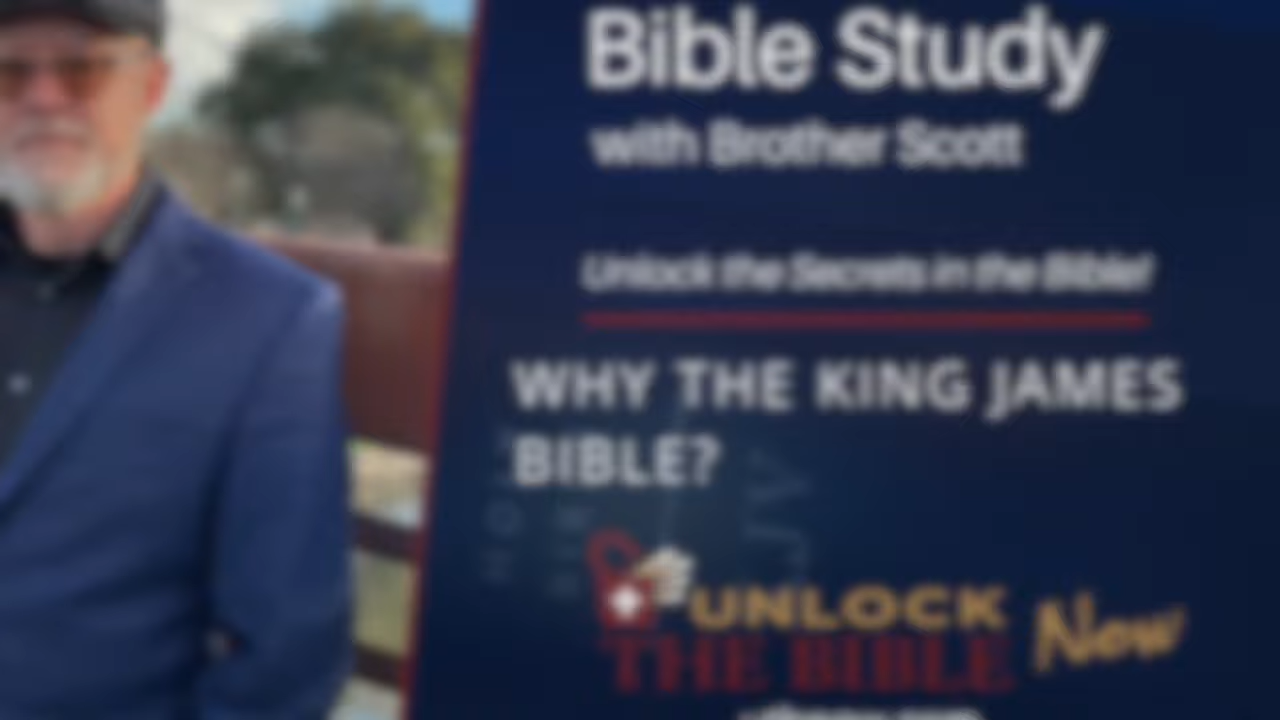 Bible Study
with Brother Scott
Unlock the Secrets in the Bible!
WHY THE KING JAMES
BIBLE?
UNLOCK
THE BIBLE
Now